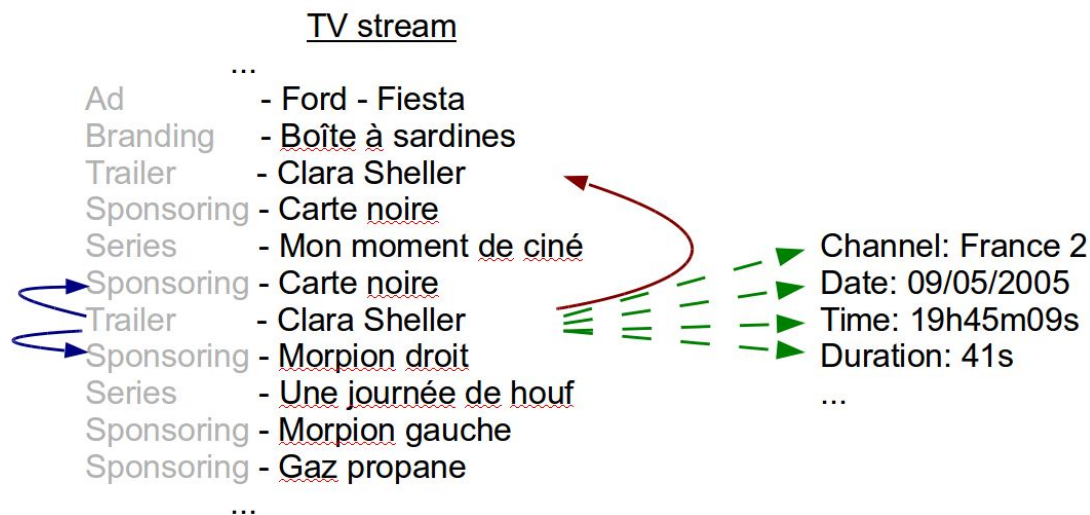 TV stream
...
Ad - Ford - Fiesta
Branding - Boîte à sardines
Trailer - Clara Sheller
Sponsoring - Carte noire
Series - Mon moment de ciné
Sponsoring - Carte noire
Trailer - Clara Sheller
Sponsoring - Morpion droit
Series - Une journée de houf
Sponsoring - Morpion gauche
Sponsoring - Gaz propane
...
Channel: France 2
Date: 09/05/2005
Time: 19h45m09s
Duration: 41s
...